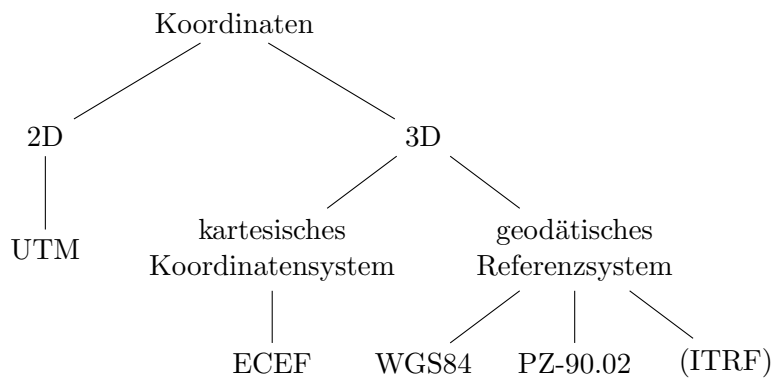 Koordinaten
2D
3D
UTM
kartesisches
Koordinatensystem
geodätisches
Referenzsystem
ECEF
WGS84
PZ-90.02
(ITRF)